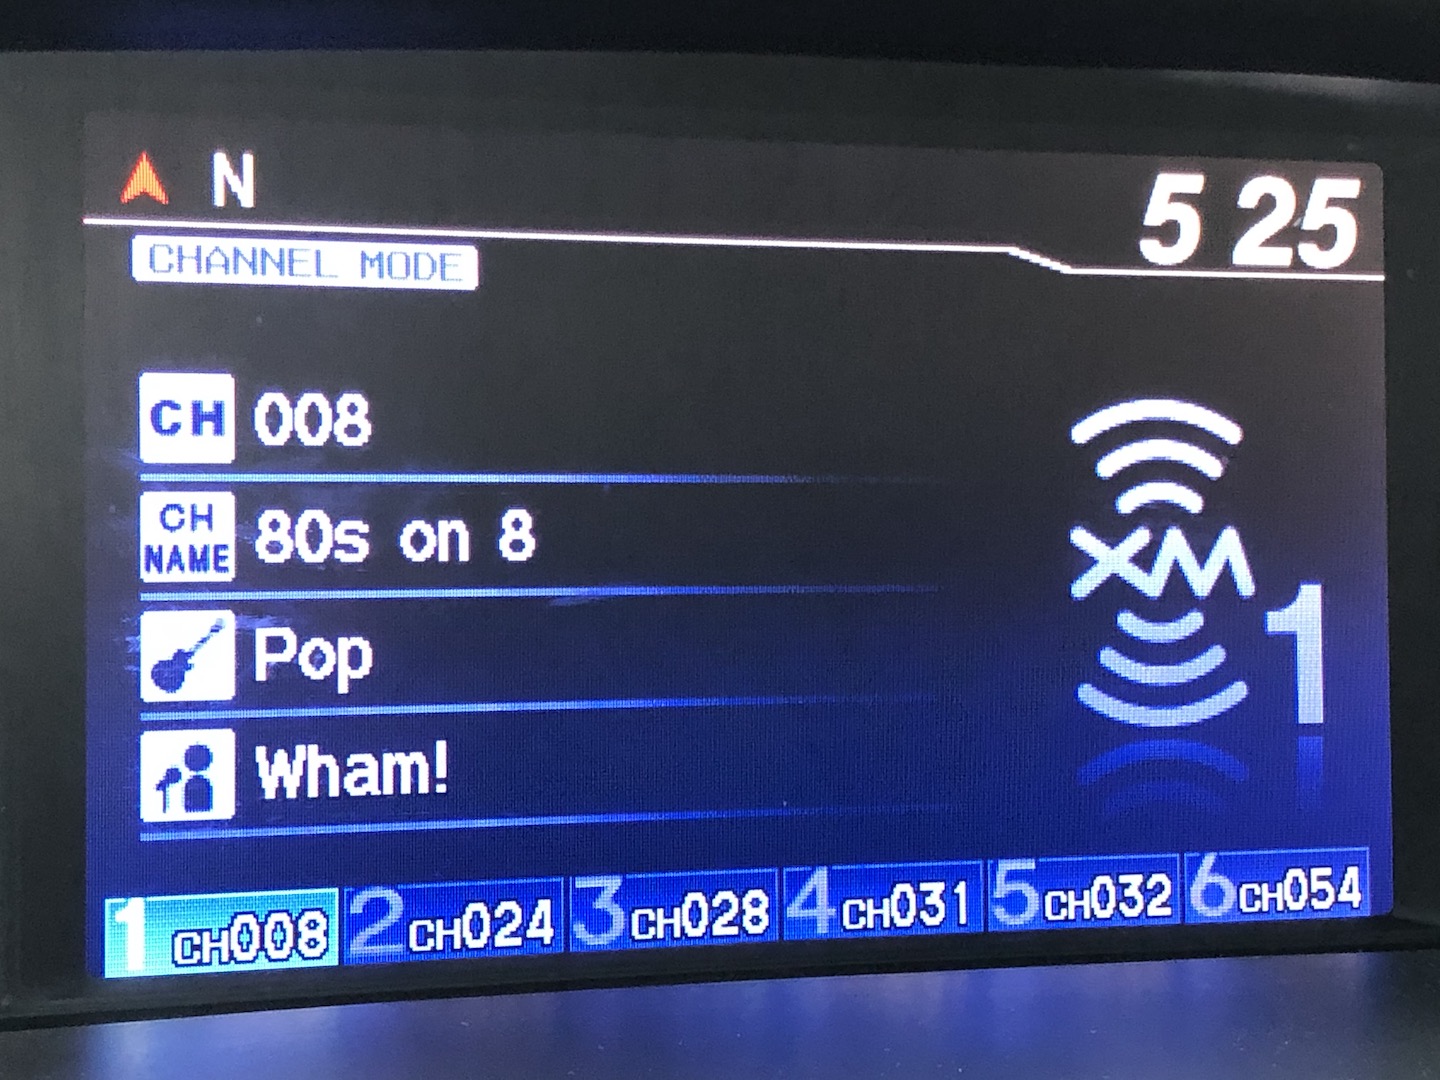 N
5 25
CHANNEL MODE
CH 008
CH NAME 80s on 8
Pop
Wham!
XM 1
1 CH008 2 CH024 3 CH028 4 CH031 5 CH032 6 CH054